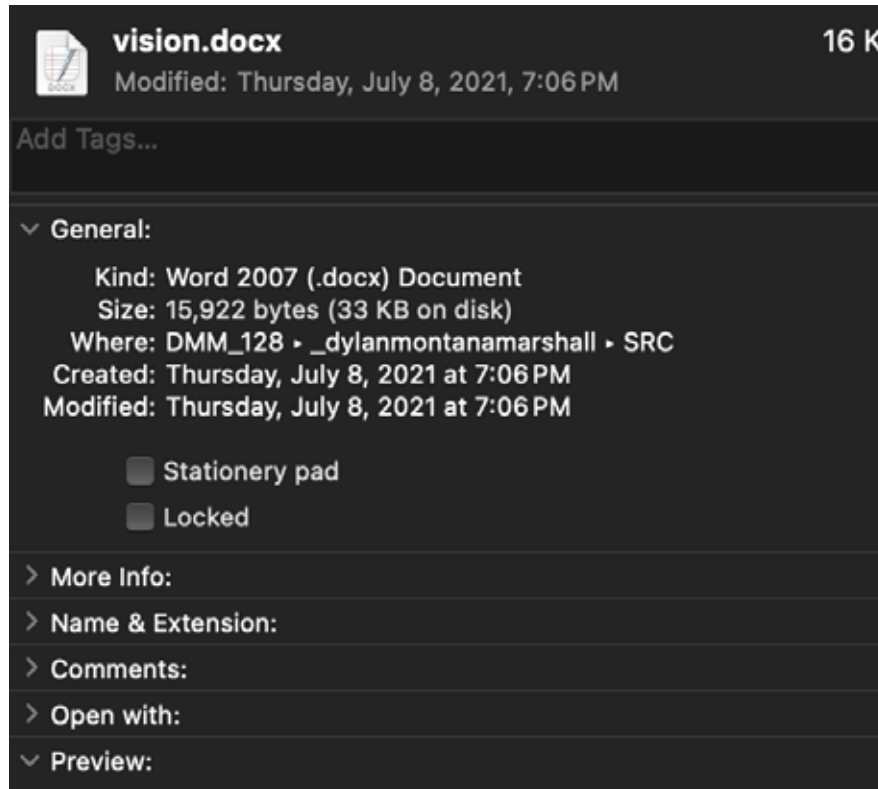 vision.docx
16 K
Modified: Thursday, July 8, 2021, 7:06 PM
DOCX
Add Tags...
General:
Kind: Word 2007 (.docx) Document
Size: 15,922 bytes (33 KB on disk)
Where: DMM_128 ▸ _dylanmontanamarshall ▸ SRC
Created: Thursday, July 8, 2021 at 7:06 PM
Modified: Thursday, July 8, 2021 at 7:06 PM
Stationery pad
Locked
More Info:
Name & Extension:
Comments:
Open with:
Preview: